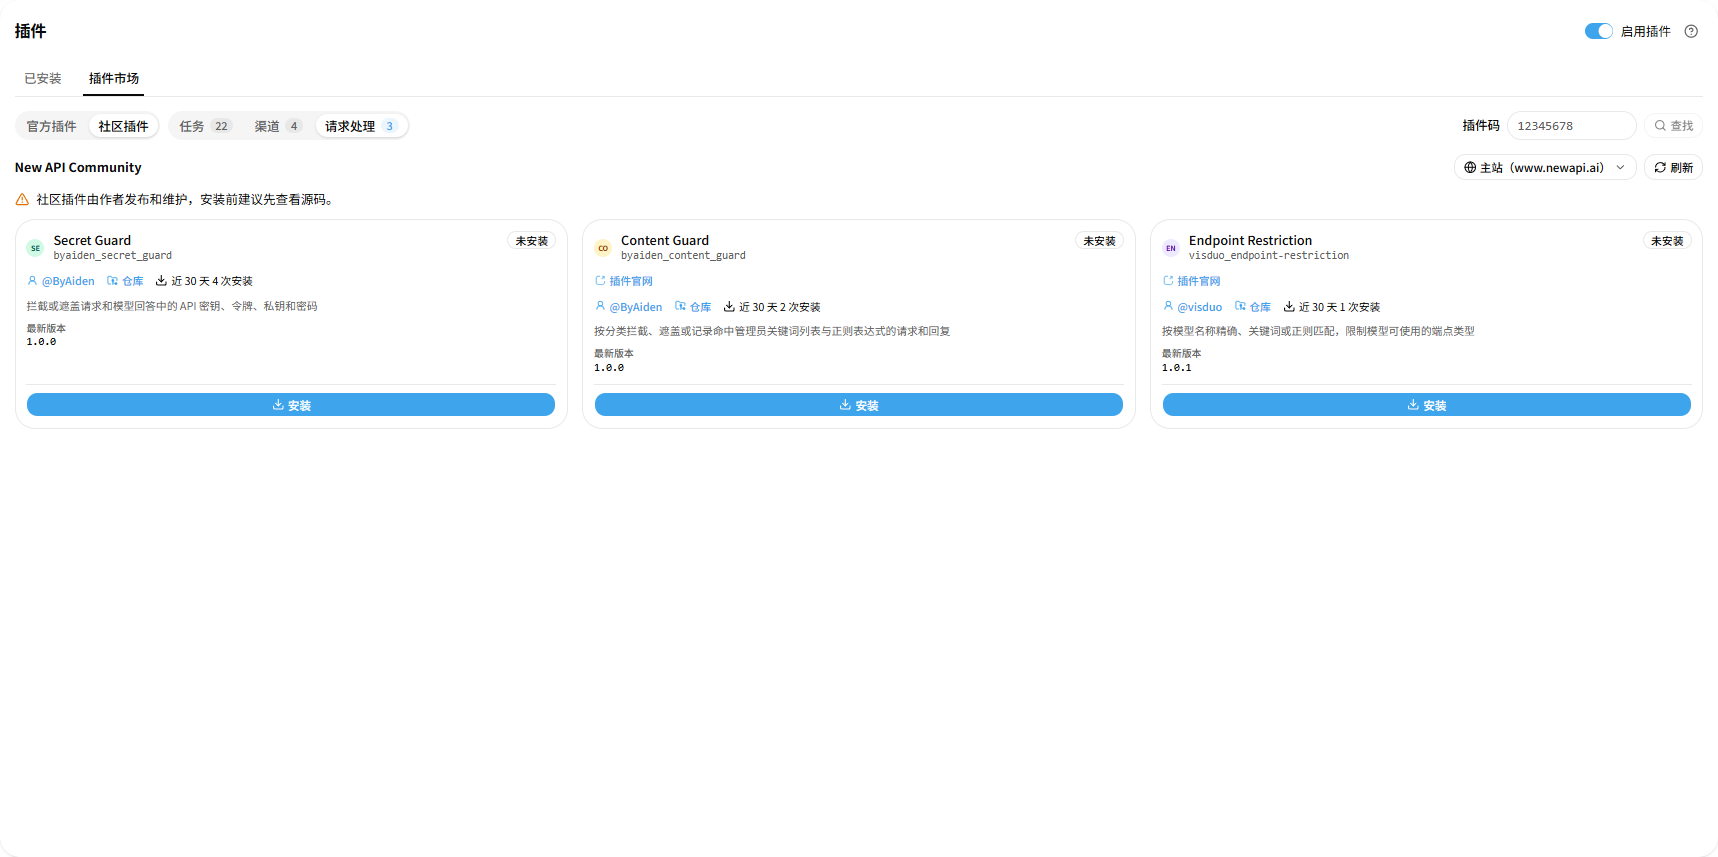 插件
启用插件
已安装 插件市场
官方插件 社区插件 任务 22 渠道 4 请求处理 3 插件码 12345678 查找
New API Community 主站（www.newapi.ai） 刷新
社区插件由作者发布和维护，安装前建议先查看源码。
SE Secret Guard 未安装
byaiden_secret_guard
@ByAiden 仓库 近 30 天 4 次安装
拦截或遮盖请求和模型回答中的 API 密钥、令牌、私钥和密码
最新版本
1.0.0
安装
CO Content Guard 未安装
byaiden_content_guard
插件官网
@ByAiden 仓库 近 30 天 2 次安装
按分类拦截、遮盖或记录命中管理员关键词列表与正则表达式的请求和回复
最新版本
1.0.0
安装
EN Endpoint Restriction 未安装
visduo_endpoint-restriction
插件官网
@visduo 仓库 近 30 天 1 次安装
按模型名称精确、关键词或正则匹配，限制模型可使用的端点类型
最新版本
1.0.1
安装